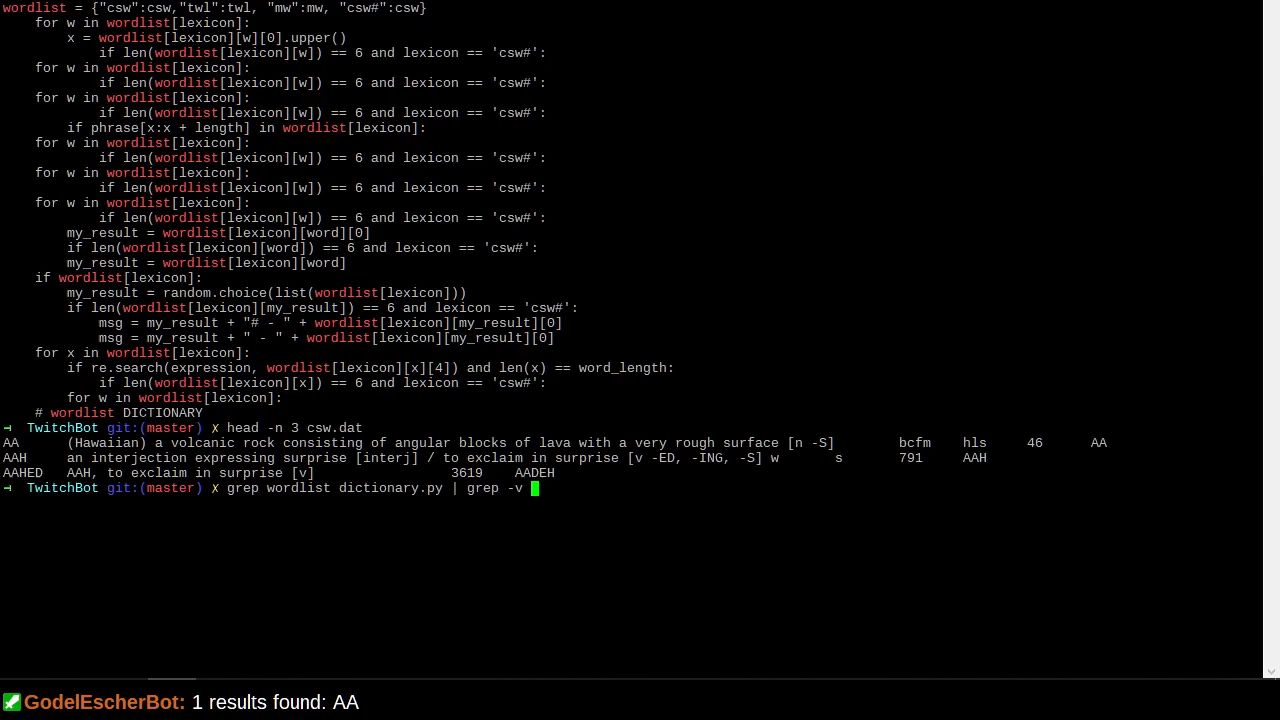 wordlist = {"csw":csw,"twl":twl, "mw":mw, "csw#":csw}
    for w in wordlist[lexicon]:
        x = wordlist[lexicon][w][0].upper()
            if len(wordlist[lexicon][w]) == 6 and lexicon == 'csw#':
    for w in wordlist[lexicon]:
            if len(wordlist[lexicon][w]) == 6 and lexicon == 'csw#':
    for w in wordlist[lexicon]:
            if len(wordlist[lexicon][w]) == 6 and lexicon == 'csw#':
        if phrase[x:x + length] in wordlist[lexicon]:
    for w in wordlist[lexicon]:
            if len(wordlist[lexicon][w]) == 6 and lexicon == 'csw#':
    for w in wordlist[lexicon]:
            if len(wordlist[lexicon][w]) == 6 and lexicon == 'csw#':
    for w in wordlist[lexicon]:
            if len(wordlist[lexicon][w]) == 6 and lexicon == 'csw#':
        my_result = wordlist[lexicon][word][0]
        if len(wordlist[lexicon][word]) == 6 and lexicon == 'csw#':
        my_result = wordlist[lexicon][word]
    if wordlist[lexicon]:
        my_result = random.choice(list(wordlist[lexicon]))
        if len(wordlist[lexicon][my_result]) == 6 and lexicon == 'csw#':
            msg = my_result + "# - " + wordlist[lexicon][my_result][0]
            msg = my_result + " - " + wordlist[lexicon][my_result][0]
    for x in wordlist[lexicon]:
        if re.search(expression, wordlist[lexicon][x][4]) and len(x) == word_length:
            if len(wordlist[lexicon][x]) == 6 and lexicon == 'csw#':
        for w in wordlist[lexicon]:
    # wordlist DICTIONARY
→  TwitchBot git:(master) ✗ head -n 3 csw.dat
AA      (Hawaiian) a volcanic rock consisting of angular blocks of lava with a very rough surface [n -S]        bcfm    hls     46      AA
AAH     an interjection expressing surprise [interj] / to exclaim in surprise [v -ED, -ING, -S] w       s       791     AAH
AAHED   AAH, to exclaim in surprise [v]                 3619    AADEH
→  TwitchBot git:(master) ✗ grep wordlist dictionary.py | grep -v
GodelEscherBot: 1 results found: AA